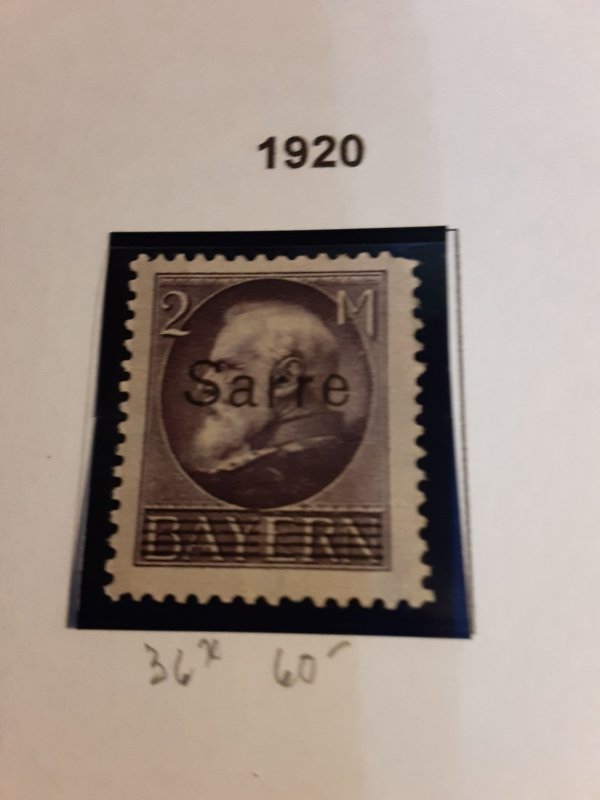 1920
2 M
Sarre
BAYERN
36x 60-